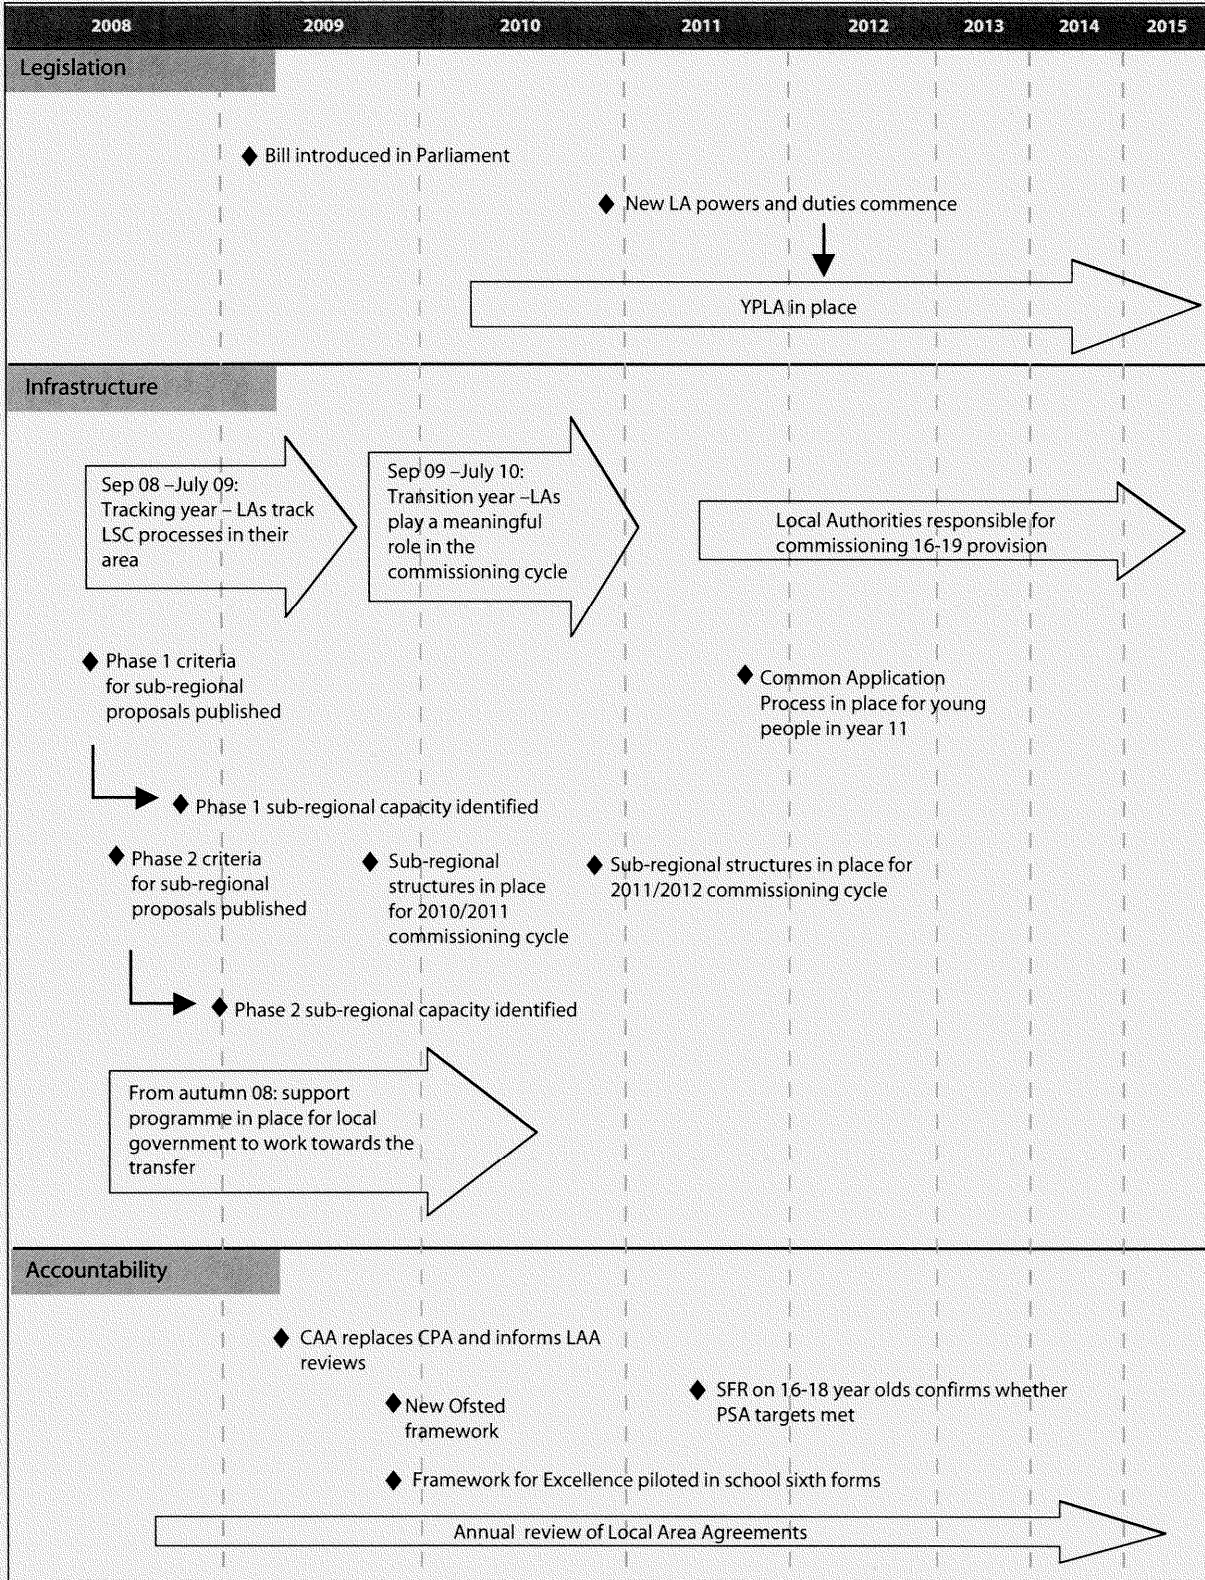 2008 2009 2010 2011 2012 2013 2014 2015
Legislation
Bill introduced in Parliament
New LA powers and duties commence
YPLA in place
Infrastructure
Sep 08 –July 09:
Tracking year – LAs track
LSC processes in their
area
Sep 09 –July 10:
Transition year –LAs
play a meaningful
role in the
commissioning cycle
Local Authorities responsible for
commissioning 16-19 provision
Phase 1 criteria
for sub-regional
proposals published
Common Application
Process in place for young
people in year 11
Phase 1 sub-regional capacity identified
Phase 2 criteria
for sub-regional
proposals published
Sub-regional
structures in place
for 2010/2011
commissioning cycle
Sub-regional structures in place for
2011/2012 commissioning cycle
Phase 2 sub-regional capacity identified
From autumn 08: support
programme in place for local
government to work towards the
transfer
Accountability
CAA replaces CPA and informs LAA
reviews
New Ofsted
framework
SFR on 16-18 year olds confirms whether
PSA targets met
Framework for Excellence piloted in school sixth forms
Annual review of Local Area Agreements